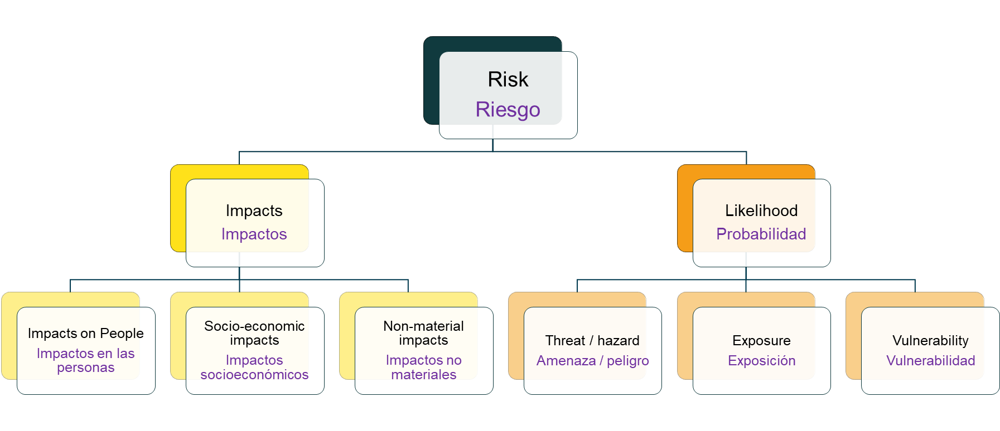 Risk
Riesgo
Impacts
Impactos
Likelihood
Probabilidad
Impacts on People
Impactos en las
personas
Socio-economic
impacts
Impactos
socioeconómicos
Non-material
impacts
Impactos no
materiales
Threat / hazard
Amenaza / peligro
Exposure
Exposición
Vulnerability
Vulnerabilidad